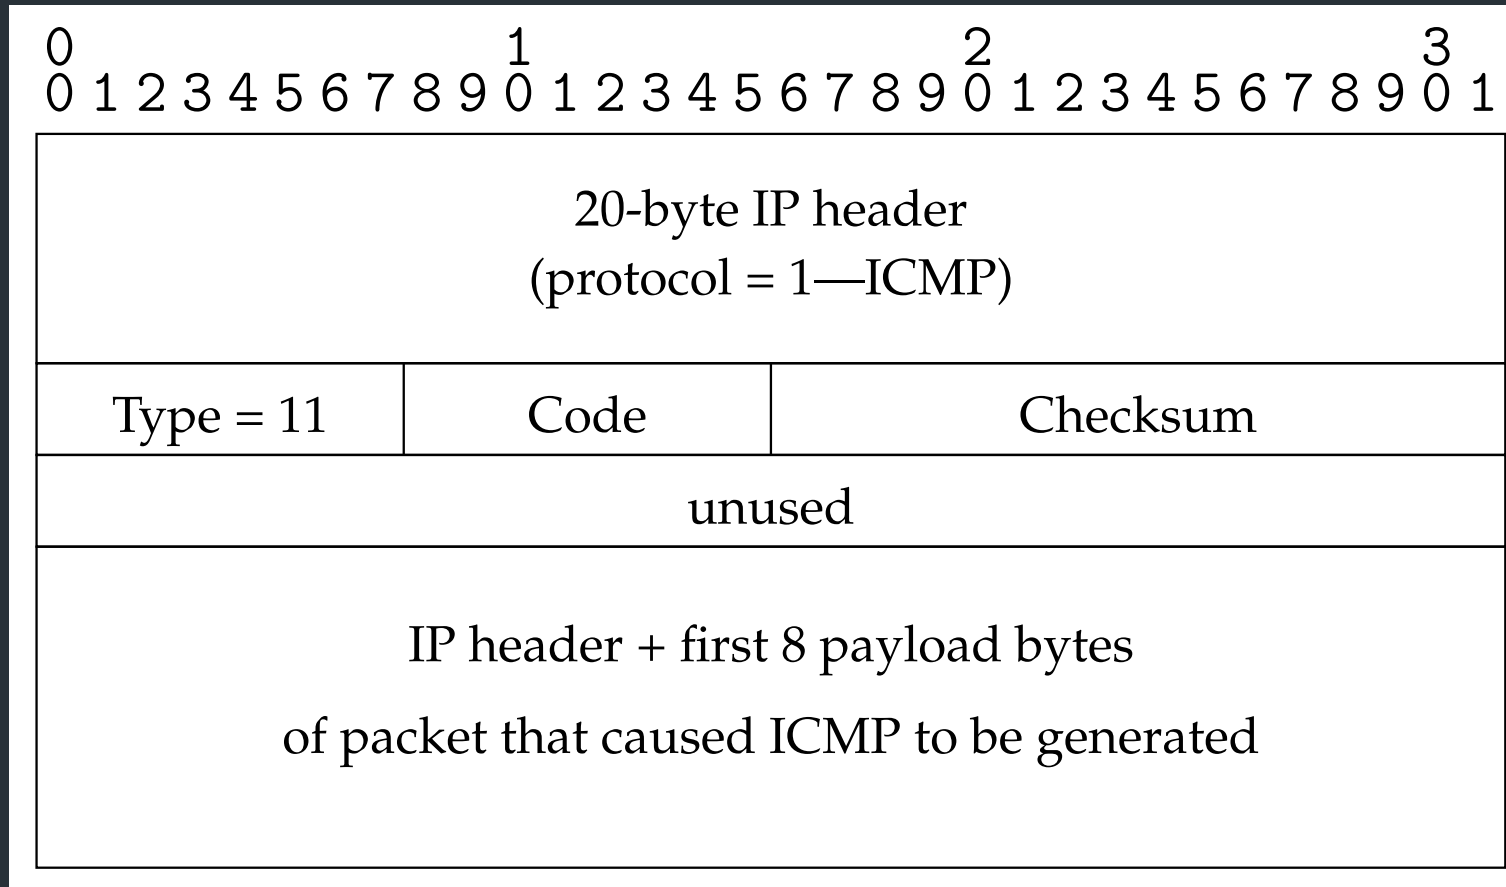 0 1 2 3
0 1 2 3 4 5 6 7 8 9 0 1 2 3 4 5 6 7 8 9 0 1 2 3 4 5 6 7 8 9 0 1
20-byte IP header
(protocol = 1—ICMP)
Type = 11 Code Checksum
unused
IP header + first 8 payload bytes
of packet that caused ICMP to be generated